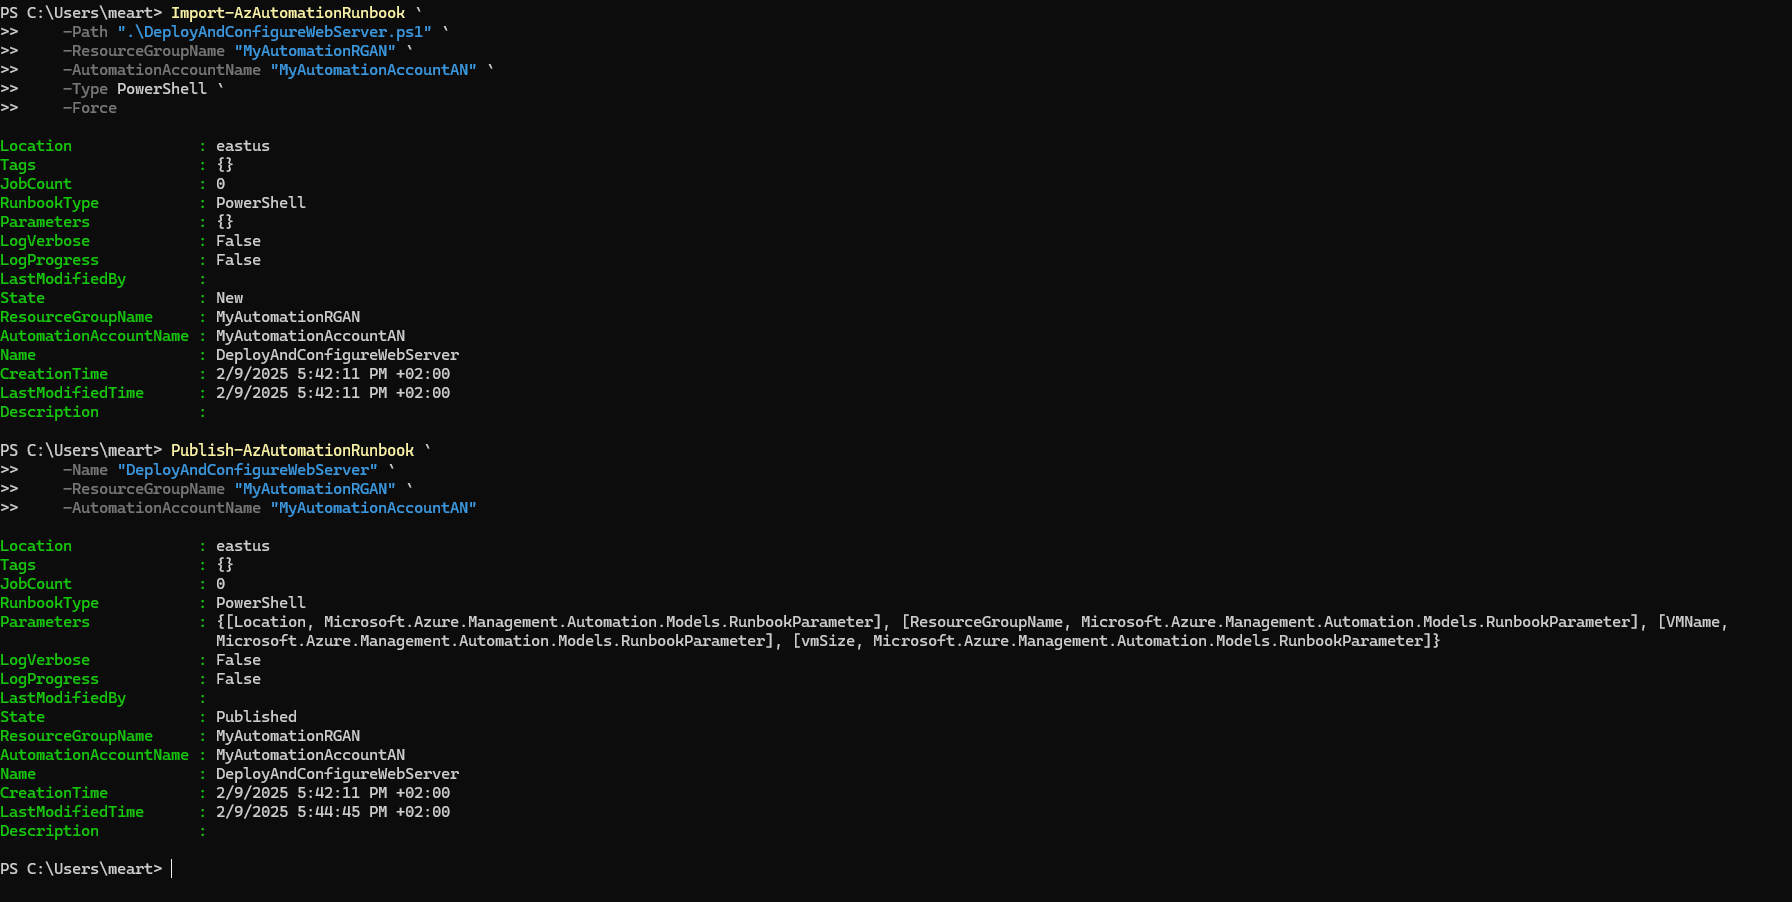 PS C:\Users\meart> Import-AzAutomationRunbook `
>>     -Path ".\DeployAndConfigureWebServer.ps1" `
>>     -ResourceGroupName "MyAutomationRGAN" `
>>     -AutomationAccountName "MyAutomationAccountAN" `
>>     -Type PowerShell `
>>     -Force
Location              : eastus
Tags                  : {}
JobCount              : 0
RunbookType           : PowerShell
Parameters            : {}
LogVerbose            : False
LogProgress           : False
LastModifiedBy        :
State                 : New
ResourceGroupName     : MyAutomationRGAN
AutomationAccountName : MyAutomationAccountAN
Name                  : DeployAndConfigureWebServer
CreationTime          : 2/9/2025 5:42:11 PM +02:00
LastModifiedTime      : 2/9/2025 5:42:11 PM +02:00
Description           :
PS C:\Users\meart> Publish-AzAutomationRunbook `
>>     -Name "DeployAndConfigureWebServer" `
>>     -ResourceGroupName "MyAutomationRGAN" `
>>     -AutomationAccountName "MyAutomationAccountAN"
Location              : eastus
Tags                  : {}
JobCount              : 0
RunbookType           : PowerShell
Parameters            : {[Location, Microsoft.Azure.Management.Automation.Models.RunbookParameter], [ResourceGroupName, Microsoft.Azure.Management.Automation.Models.RunbookParameter], [VMName,
                        Microsoft.Azure.Management.Automation.Models.RunbookParameter], [vmSize, Microsoft.Azure.Management.Automation.Models.RunbookParameter]}
LogVerbose            : False
LogProgress           : False
LastModifiedBy        :
State                 : Published
ResourceGroupName     : MyAutomationRGAN
AutomationAccountName : MyAutomationAccountAN
Name                  : DeployAndConfigureWebServer
CreationTime          : 2/9/2025 5:42:11 PM +02:00
LastModifiedTime      : 2/9/2025 5:44:45 PM +02:00
Description           :
PS C:\Users\meart>